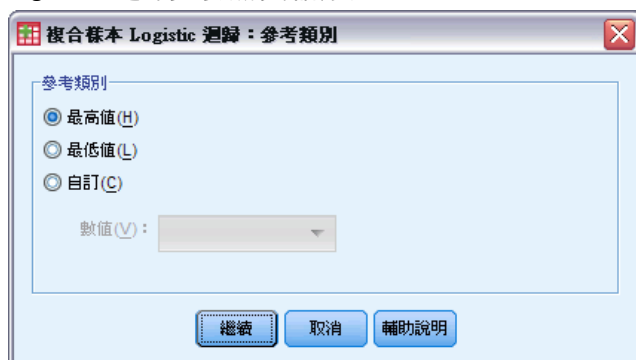 複合樣本 Logistic 迴歸：參考類別
參考類別
最高值(H)
最低值(L)
自訂(C)
數值(V)：
繼續
取消
輔助說明